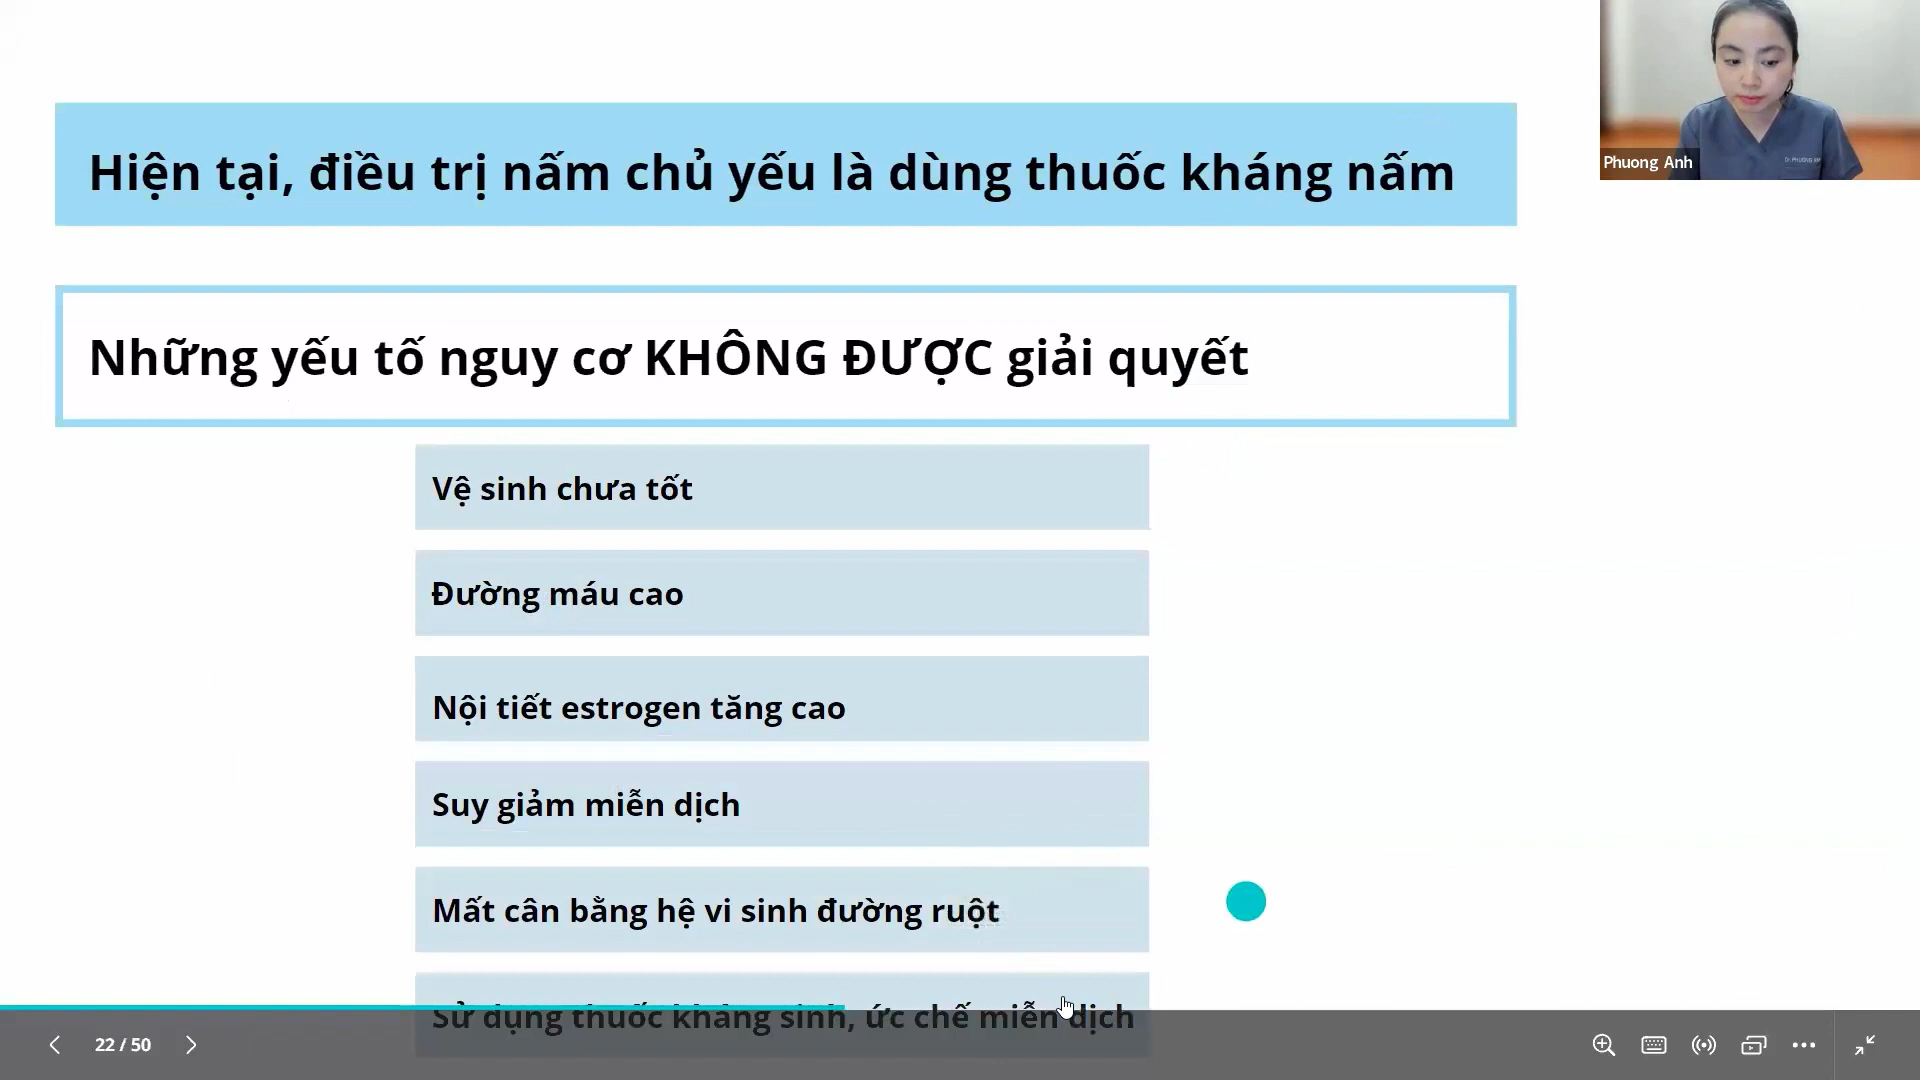 Hiện tại, điều trị nấm chủ yếu là dùng thuốc kháng nấm
Phuong Anh
Những yếu tố nguy cơ KHÔNG ĐƯỢC giải quyết
Vệ sinh chưa tốt
Đường máu cao
Nội tiết estrogen tăng cao
Suy giảm miễn dịch
Mất cân bằng hệ vi sinh đường ruột
Sử dụng thuốc kháng sinh, ức chế miễn dịch
22 / 50